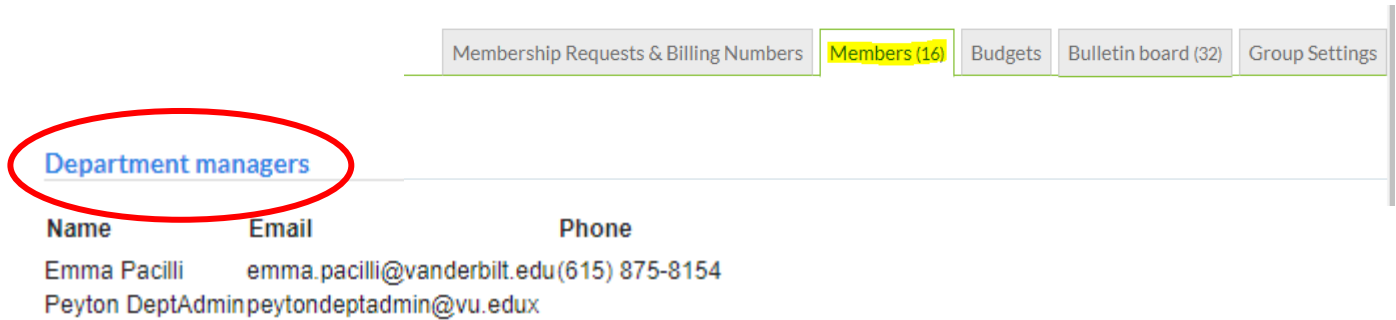 Membership Requests & Billing Numbers Members (16) Budgets Bulletin board (32) Group Settings
Department managers
Name Email Phone
Emma Pacilli emma.pacilli@vanderbilt.edu (615) 875-8154
Peyton DeptAdmin peytondeptadmin@vu.edux